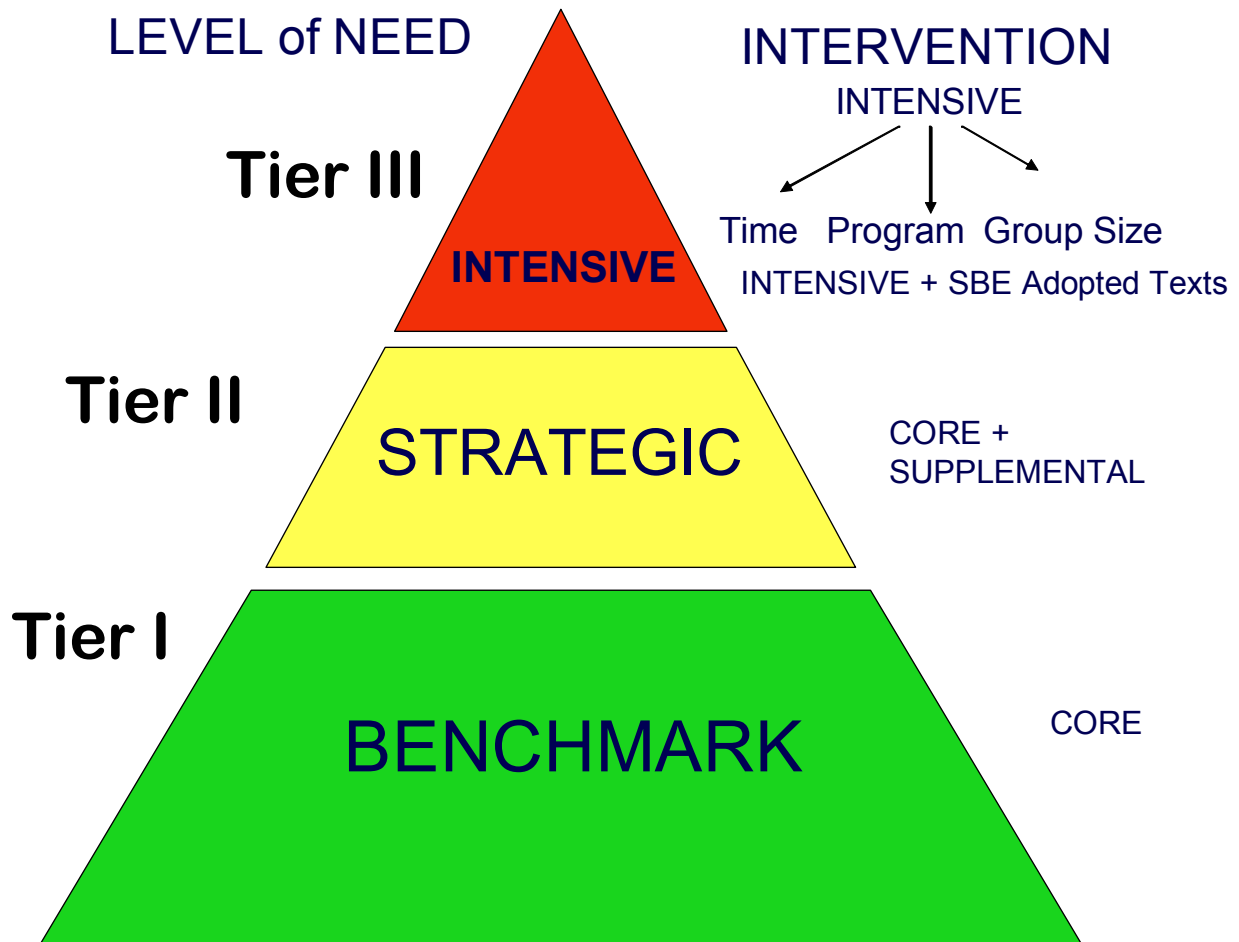 LEVEL of NEED
INTERVENTION
INTENSIVE
Tier III
Time Program Group Size
INTENSIVE
INTENSIVE + SBE Adopted Texts
Tier II
STRATEGIC
CORE +
SUPPLEMENTAL
Tier I
BENCHMARK
CORE